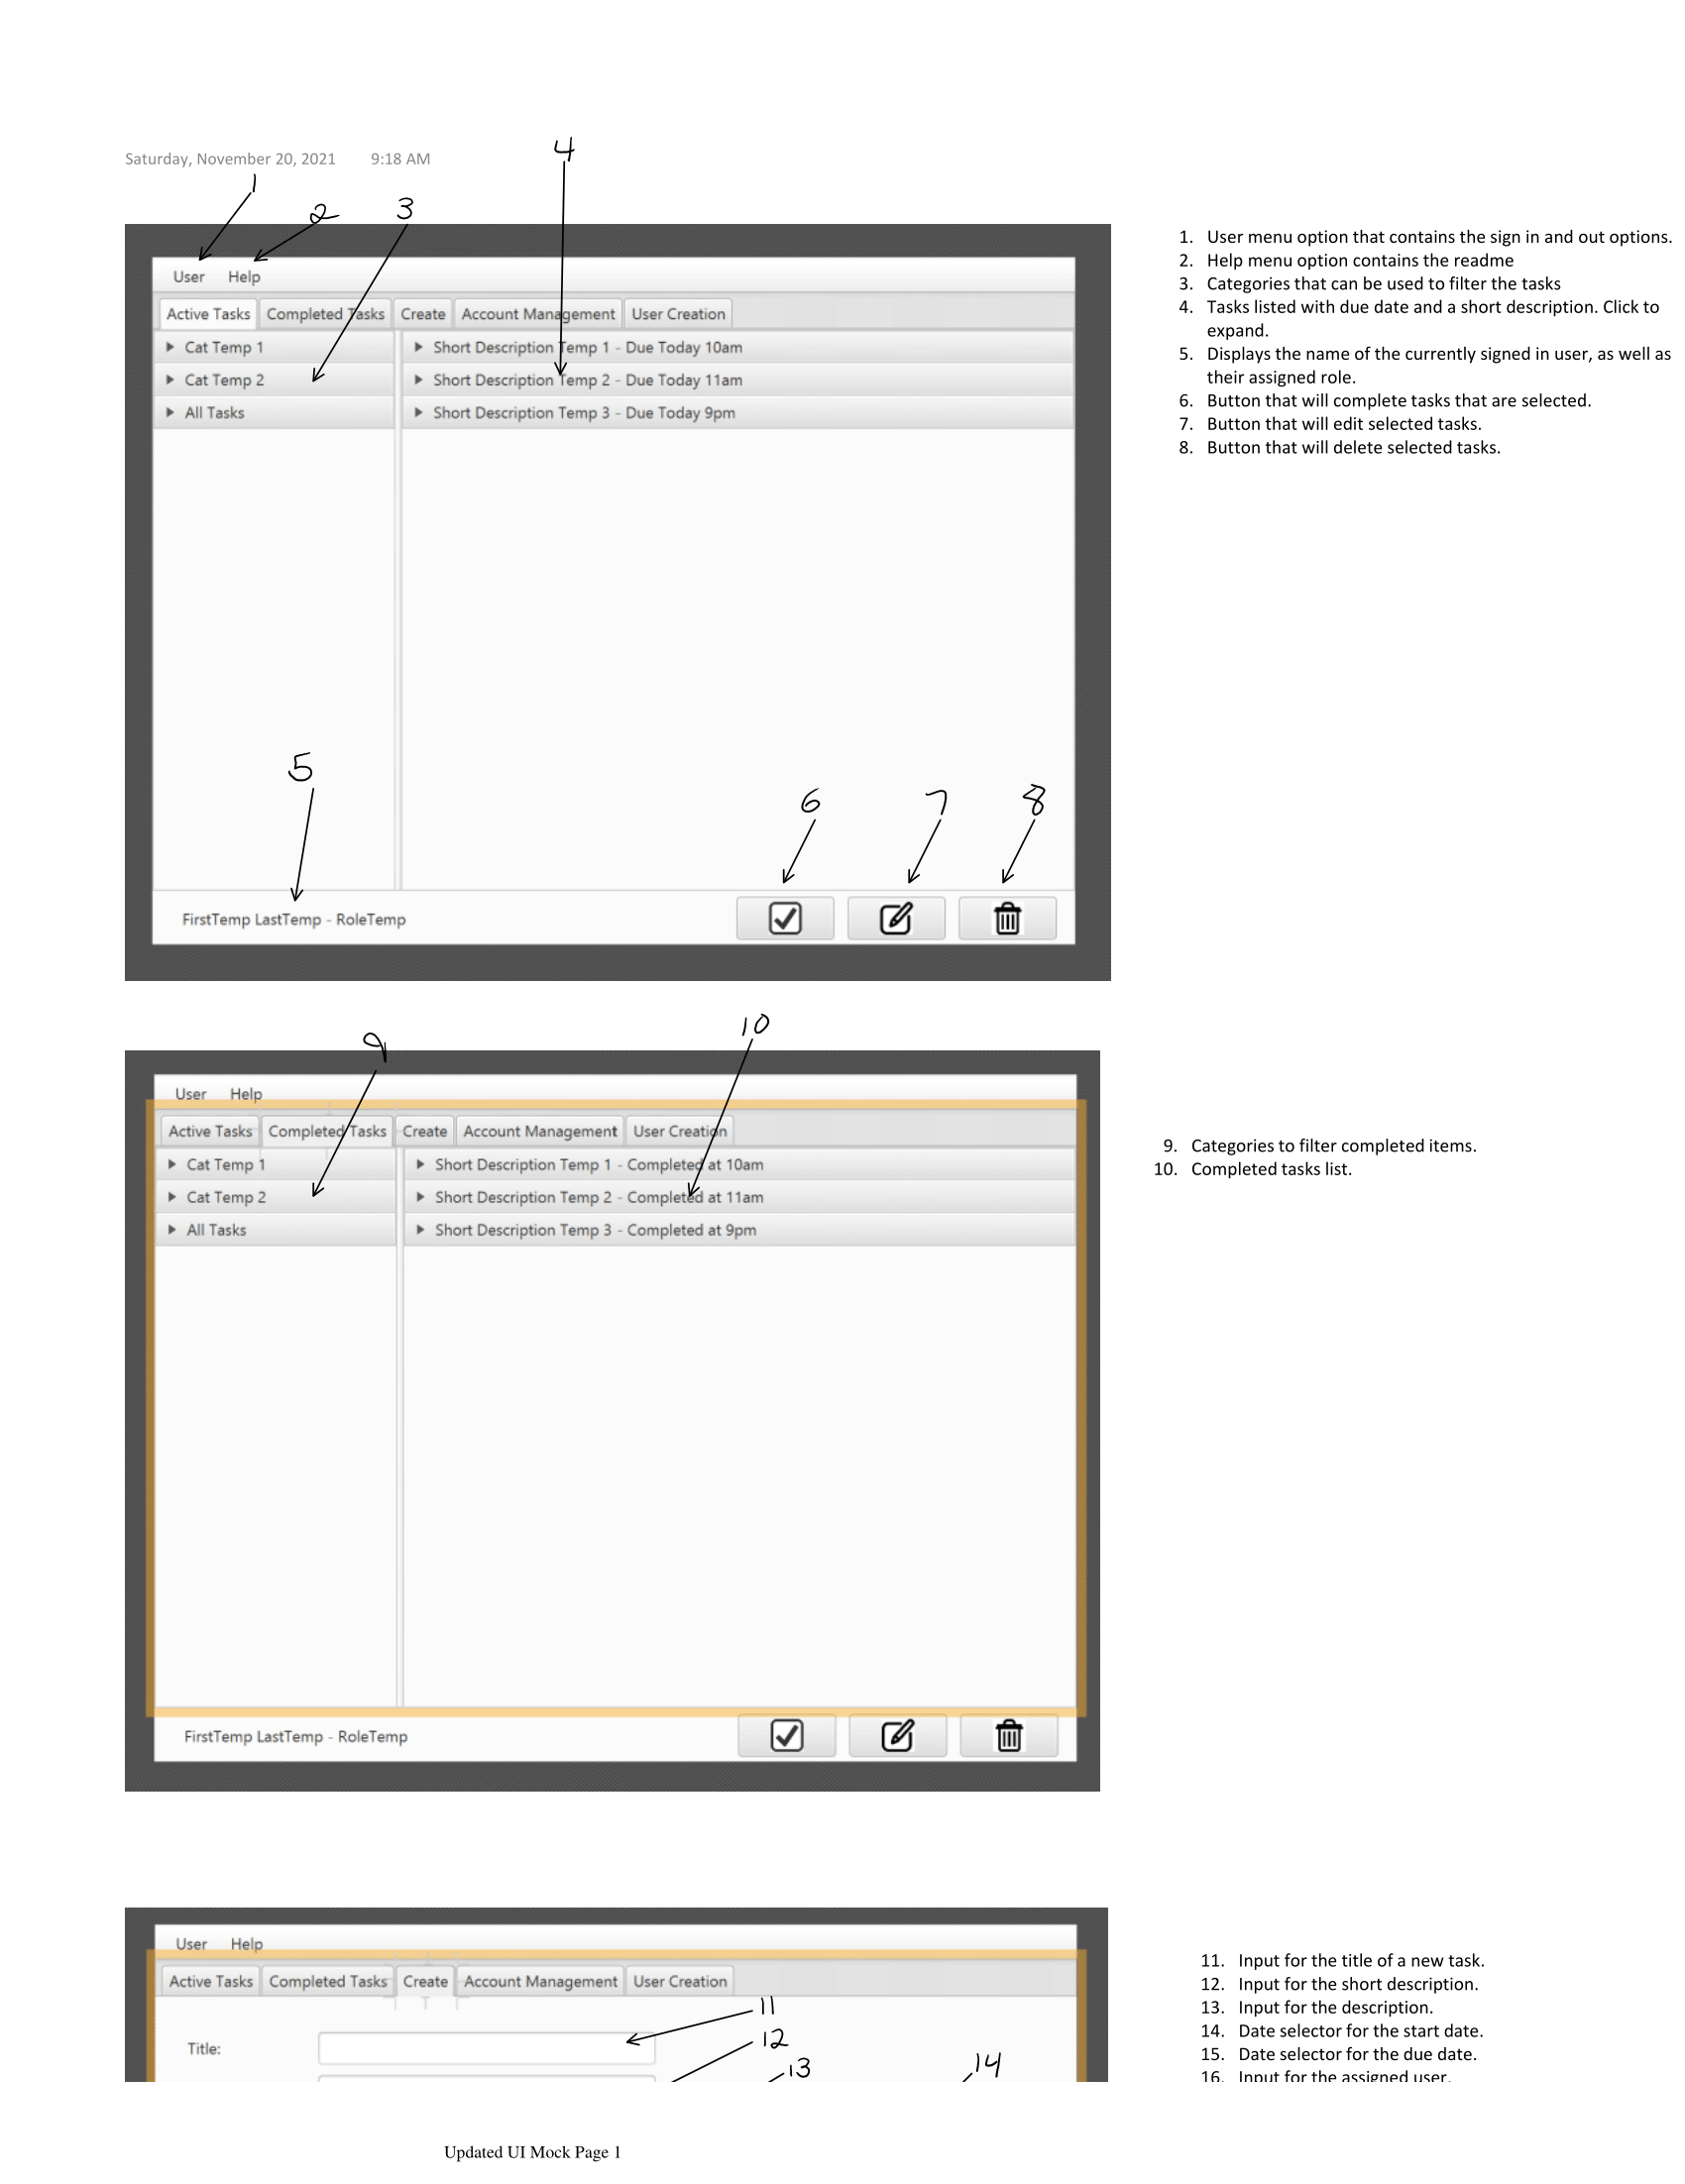 Saturday, November 20, 2021 9:18 AM
1
2
3
4
User Help
Active Tasks Completed Tasks Create Account Management User Creation
Cat Temp 1
Cat Temp 2
All Tasks
Short Description Temp 1 - Due Today 10am
Short Description Temp 2 - Due Today 11am
Short Description Temp 3 - Due Today 9pm
5
6
7
8
FirstTemp LastTemp - RoleTemp
1. User menu option that contains the sign in and out options.
2. Help menu option contains the readme
3. Categories that can be used to filter the tasks
4. Tasks listed with due date and a short description. Click to
expand.
5. Displays the name of the currently signed in user, as well as
their assigned role.
6. Button that will complete tasks that are selected.
7. Button that will edit selected tasks.
8. Button that will delete selected tasks.
9
10
User Help
Active Tasks Completed Tasks Create Account Management User Creation
Cat Temp 1
Cat Temp 2
All Tasks
Short Description Temp 1 - Completed at 10am
Short Description Temp 2 - Completed at 11am
Short Description Temp 3 - Completed at 9pm
FirstTemp LastTemp - RoleTemp
9. Categories to filter completed items.
10. Completed tasks list.
User Help
Active Tasks Completed Tasks Create Account Management User Creation
Title:
11
12
13
14
11. Input for the title of a new task.
12. Input for the short description.
13. Input for the description.
14. Date selector for the start date.
15. Date selector for the due date.
16. Input for the assigned user.
Updated UI Mock Page 1